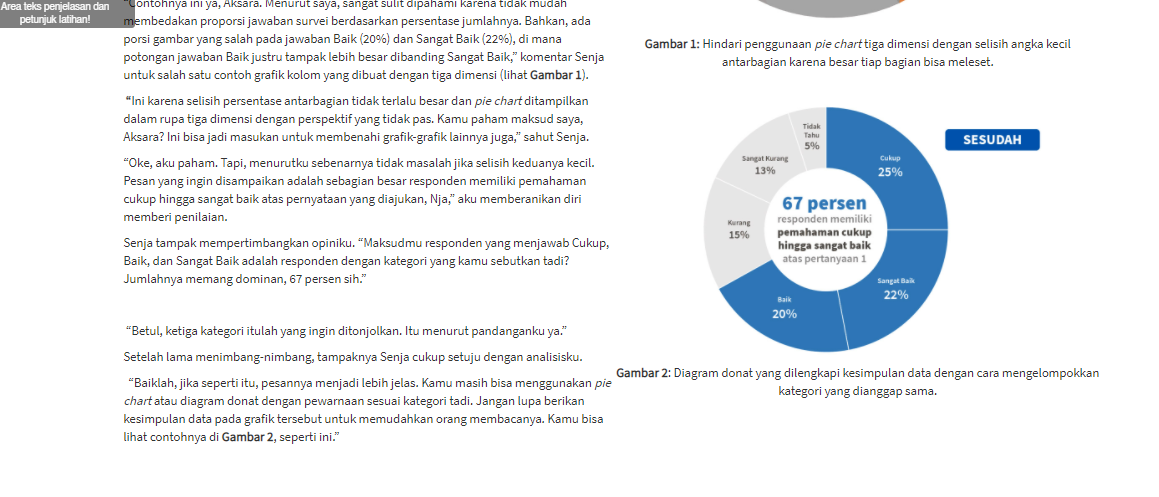 Area teks penjelasan dan
petunjuk latihan!
“Contohnya ini ya, Aksara. Menurut saya, sangat sulit dipahami karena tidak mudah
membedakan proporsi jawaban survei berdasarkan persentase jumlahnya. Bahkan, ada
porsi gambar yang salah pada jawaban Baik (20%) dan Sangat Baik (22%), di mana
potongan jawaban Baik justru tampak lebih besar dibanding Sangat Baik,” komentar Senja
untuk salah satu contoh grafik kolom yang dibuat dengan tiga dimensi (lihat Gambar 1).
“Ini karena selisih persentase antarbagian tidak terlalu besar dan pie chart ditampilkan
dalam rupa tiga dimensi dengan perspektif yang tidak pas. Kamu paham maksud saya,
Aksara? Ini bisa jadi masukan untuk membenahi grafik-grafik lainnya juga,” sahut Senja.
“Oke, aku paham. Tapi, menurutku sebenarnya tidak masalah jika selisih keduanya kecil.
Pesan yang ingin disampaikan adalah sebagian besar responden memiliki pemahaman
cukup hingga sangat baik atas pernyataan yang diajukan, Nja,” aku memberanikan diri
memberi penilaian.
Senja tampak mempertimbangkan opiniku. “Maksudmu responden yang menjawab Cukup,
Baik, dan Sangat Baik adalah responden dengan kategori yang kamu sebutkan tadi?
Jumlahnya memang dominan, 67 persen sih.”
“Betul, ketiga kategori itulah yang ingin ditonjolkan. Itu menurut pandanganku ya.”
Setelah lama menimbang-nimbang, tampaknya Senja cukup setuju dengan analisisku.
“Baiklah, jika seperti itu, pesannya menjadi lebih jelas. Kamu masih bisa menggunakan pie
chart atau diagram donat dengan pewarnaan sesuai kategori tadi. Jangan lupa berikan
kesimpulan data pada grafik tersebut untuk memudahkan orang membacanya. Kamu bisa
lihat contohnya di Gambar 2, seperti ini.”
Gambar 1: Hindari penggunaan pie chart tiga dimensi dengan selisih angka kecil
antarbagian karena besar tiap bagian bisa meleset.
SESUDAH
Tidak
Tahu
5%
Cukup
25%
Sangat Kurang
13%
Kurang
15%
67 persen
responden memiliki
pemahaman cukup
hingga sangat baik
atas pertanyaan 1
Sangat Baik
22%
Baik
20%
Gambar 2: Diagram donat yang dilengkapi kesimpulan data dengan cara mengelompokkan
kategori yang dianggap sama.